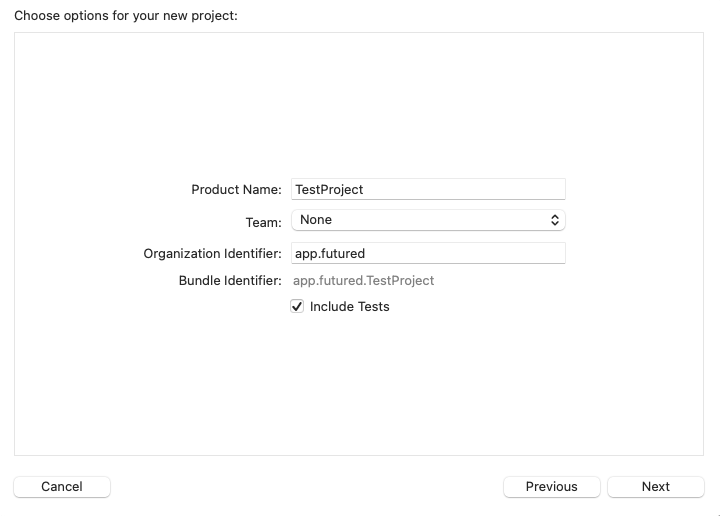 Choose options for your new project:
Product Name: TestProject
Team: None
Organization Identifier: app.futured
Bundle Identifier: app.futured.TestProject
Include Tests
Cancel Previous Next